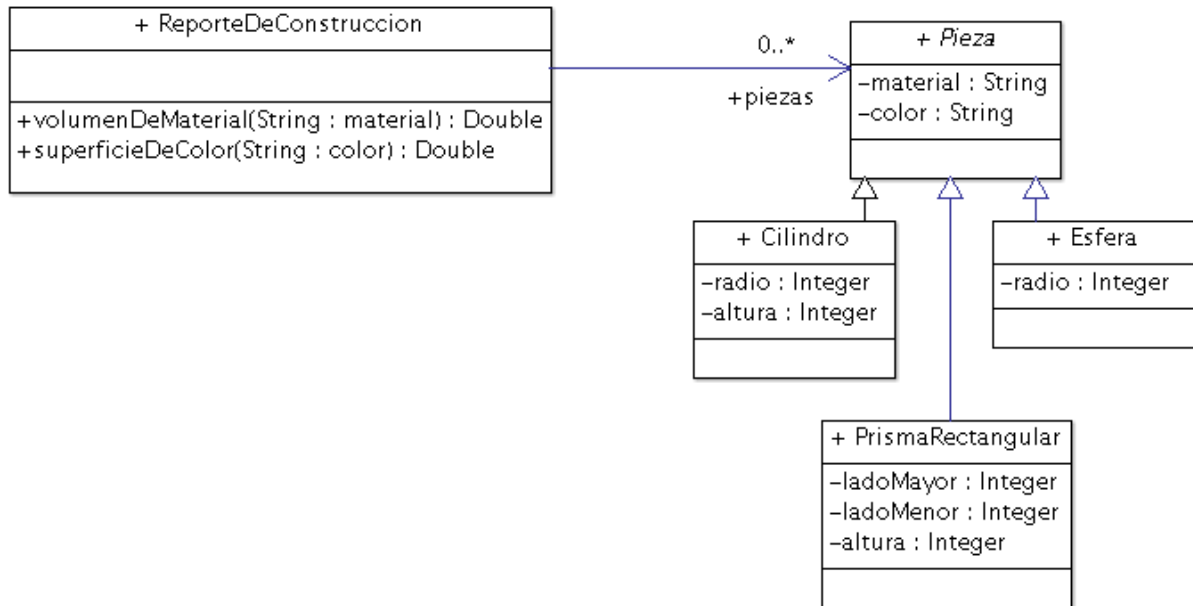 + ReporteDeConstruccion
+volumenDeMaterial(String : material) : Double
+superficieDeColor(String : color) : Double
0..*
+piezas
+ Pieza
–material : String
–color : String
+ Cilindro
–radio : Integer
–altura : Integer
+ Esfera
–radio : Integer
+ PrismaRectangular
–ladoMayor : Integer
–ladoMenor : Integer
–altura : Integer